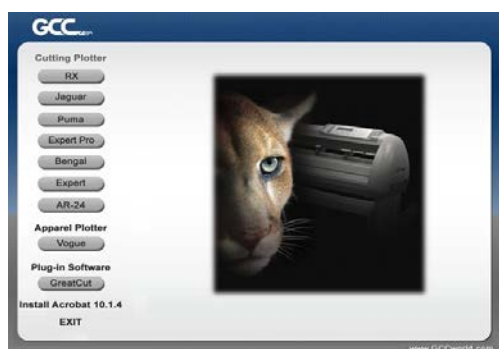 GCC
Cutting Plotter
RX
Jaguar
Puma
Expert Pro
Bengal
Expert
AR-24
Apparel Plotter
Vogue
Plug-in Software
GreatCut
Install Acrobat 10.1.4
EXIT
www.GCCworld.com